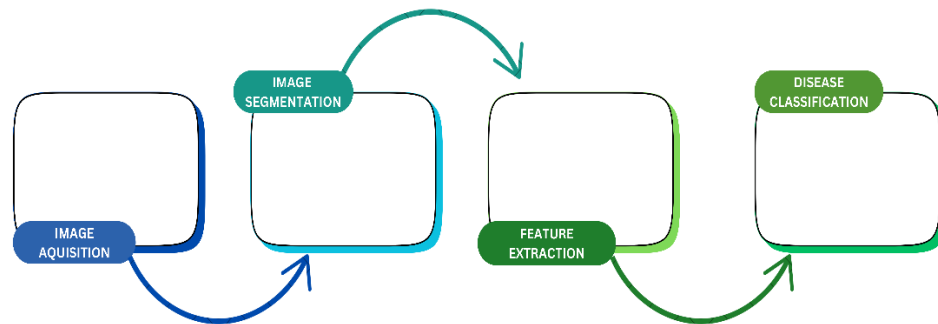 IMAGE
AQUISITION
IMAGE
SEGMENTATION
FEATURE
EXTRACTION
DISEASE
CLASSIFICATION